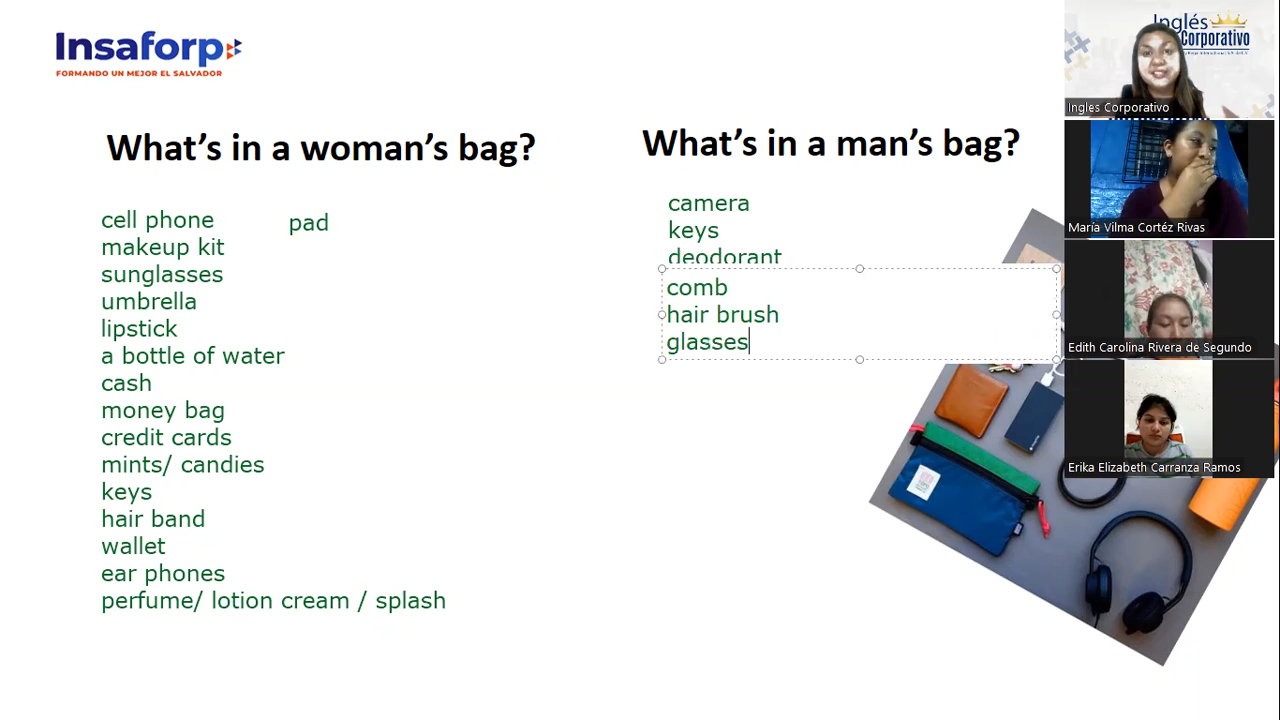 Insaforp
FORMANDO UN MEJOR EL SALVADOR
What's in a woman's bag?
cell phone
pad
makeup kit
sunglasses
umbrella
lipstick
a bottle of water
cash
money bag
credit cards
mints/ candies
keys
hair band
wallet
ear phones
perfume/ lotion cream / splash
What's in a man's bag?
camera
keys
deodorant
comb
hair brush
glasses
Inglés
Corporativo
Ingles Corporativo
María Vilma Cortéz Rivas
Edith Carolina Rivera de Segundo
Erika Elizabeth Carranza Ramos